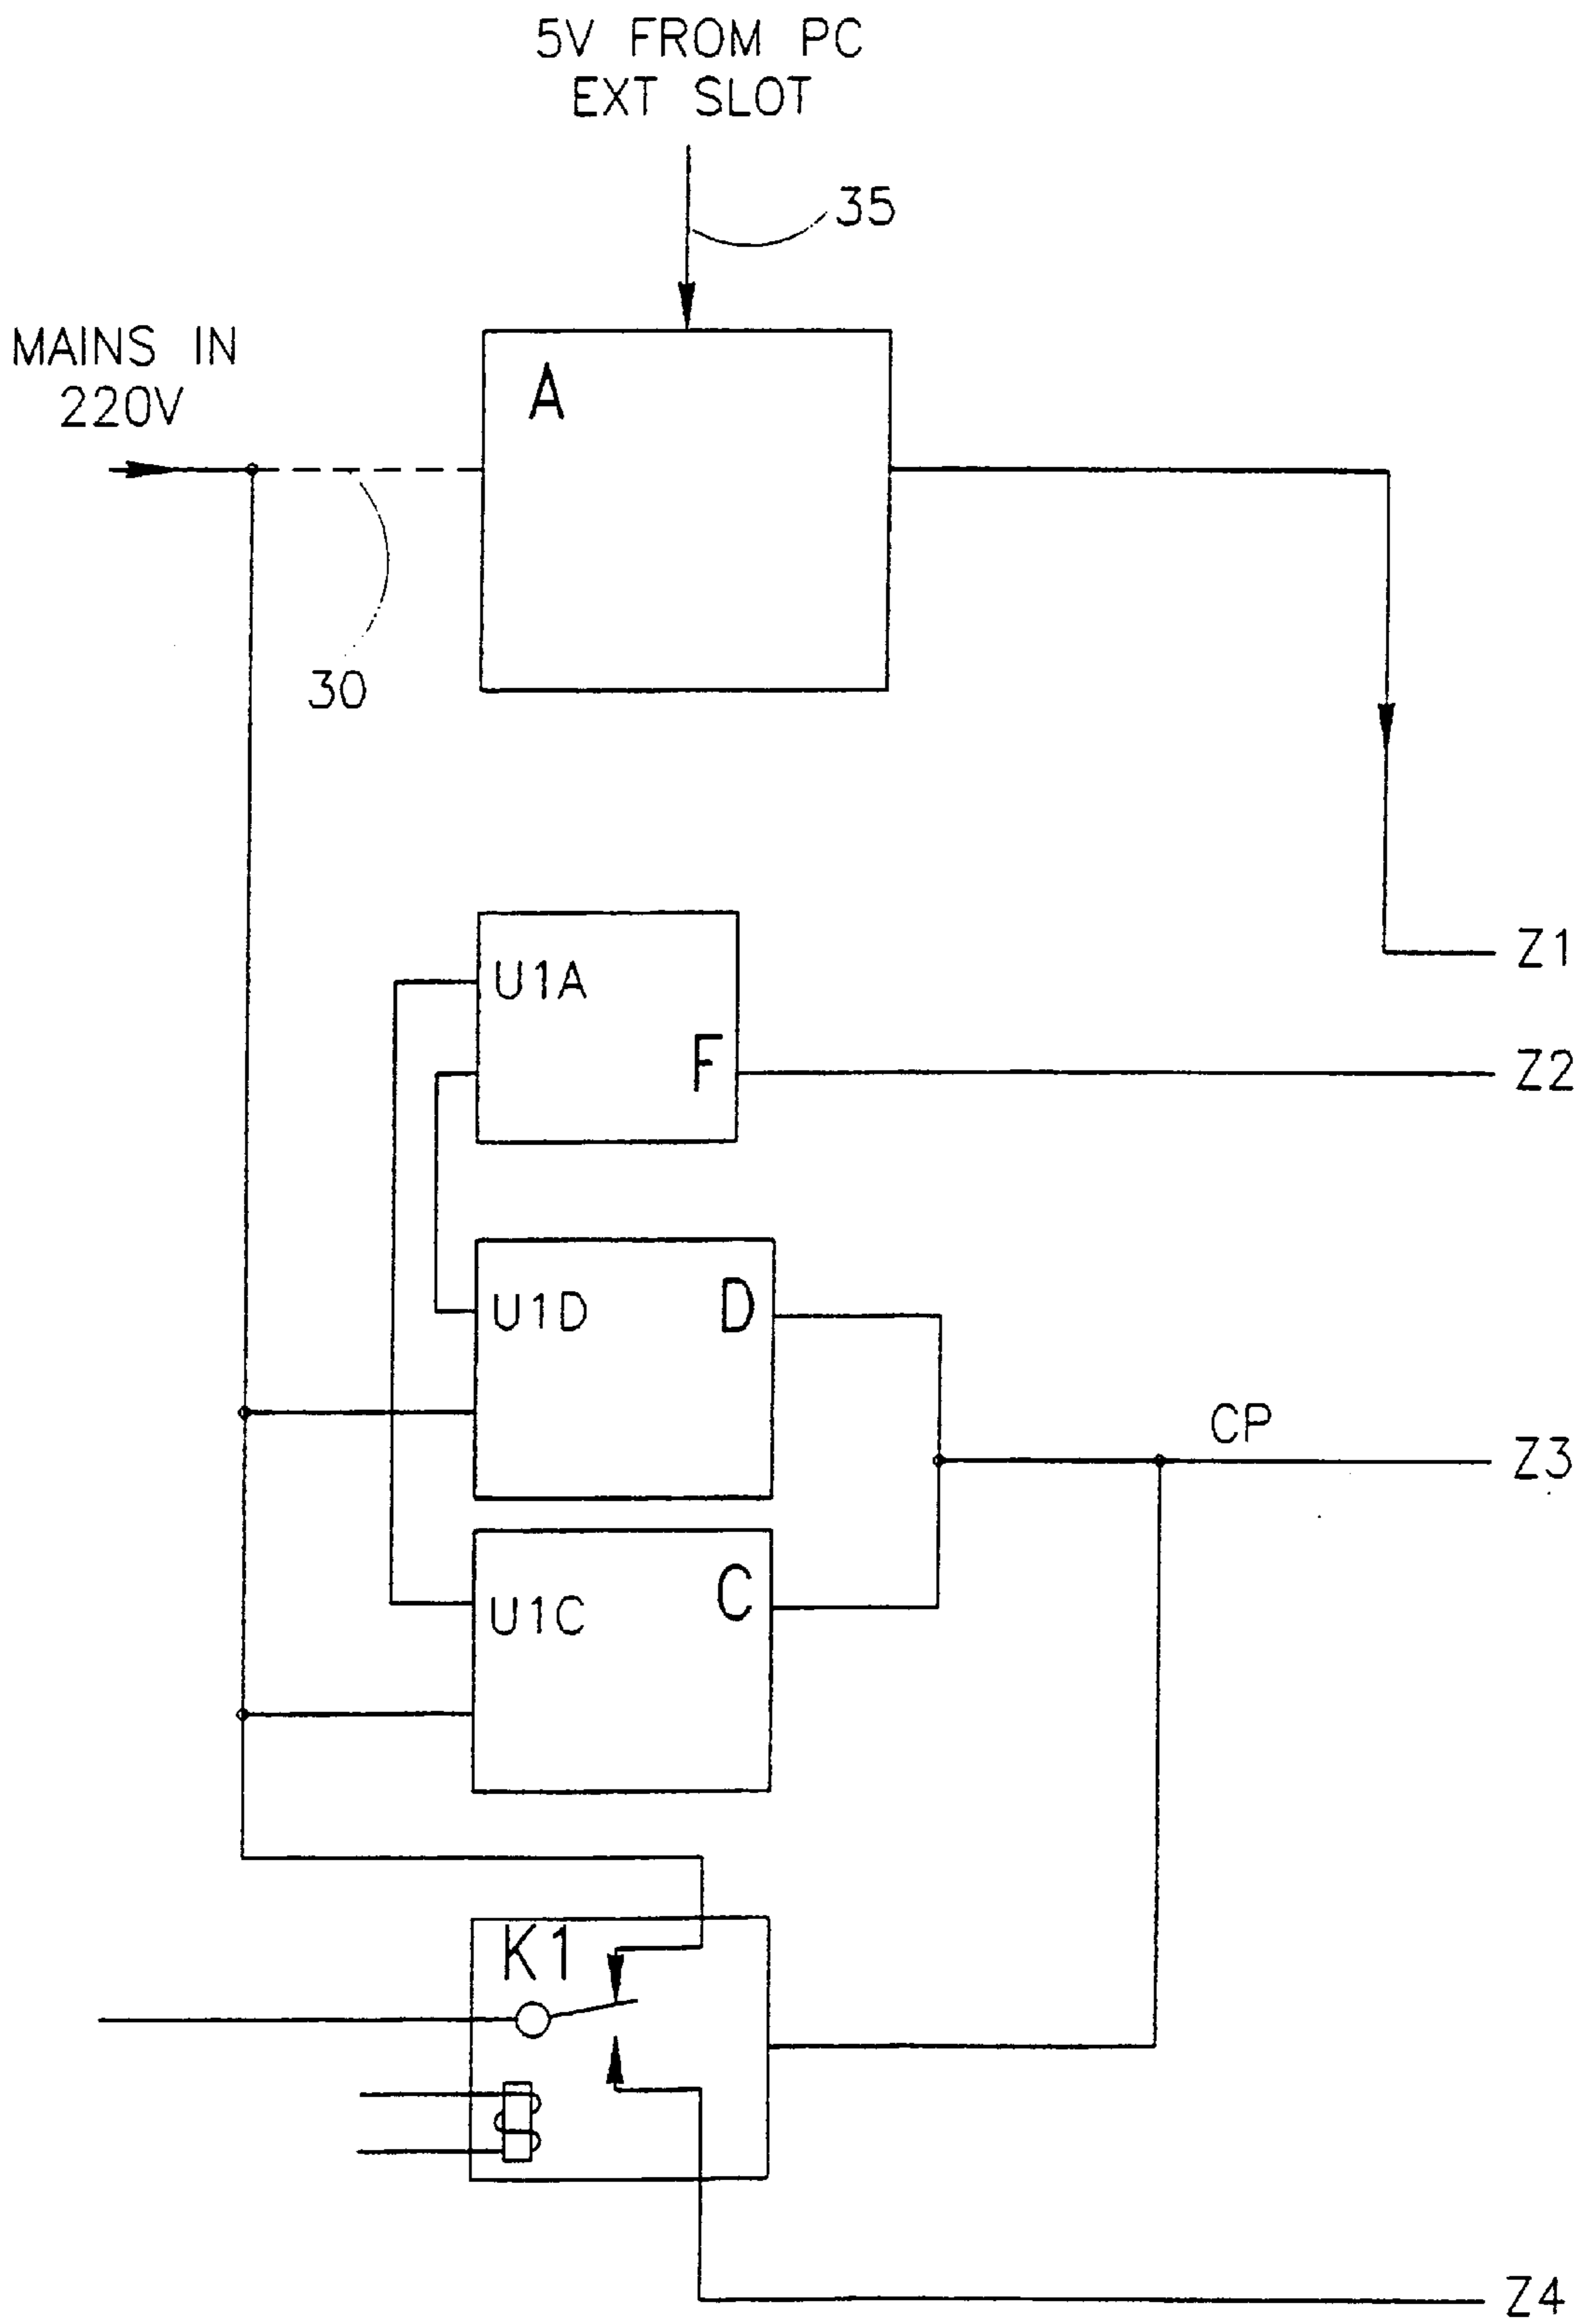 5V FROM PC
EXT SLOT
35
MAINS IN
220V
A
30
Z1
U1A
F
Z2
U1D
D
CP
Z3
U1C
C
K1
Z4